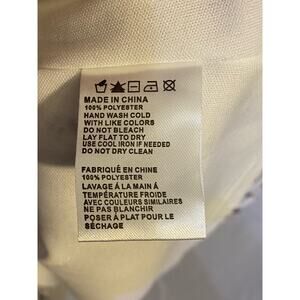 MADE IN CHINA
100% POLYESTER
HAND WASH COLD
WITH LIKE COLORS
DO NOT BLEACH
LAY FLAT TO DRY
USE COOL IRON IF NEEDED
DO NOT DRY CLEAN
FABRIQUÉ EN CHINE
100% POLYESTER
LAVAGE À LA MAIN À
TEMPÉRATURE FROIDE
AVEC COULEURS SIMILAIRES
NE PAS BLANCHIR
POSER À PLAT POUR LE
SÉCHAGE